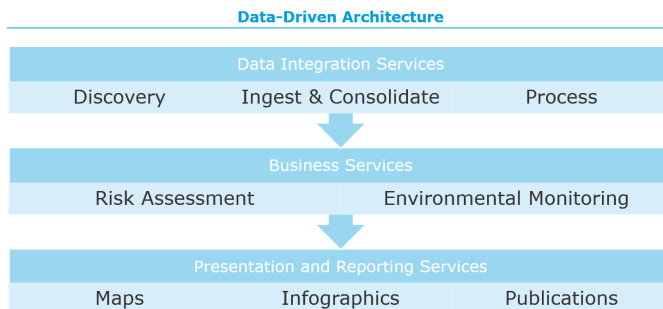 Data-Driven Architecture
Data Integration Services
Discovery Ingest & Consolidate Process
Business Services
Risk Assessment Environmental Monitoring
Presentation and Reporting Services
Maps Infographics Publications